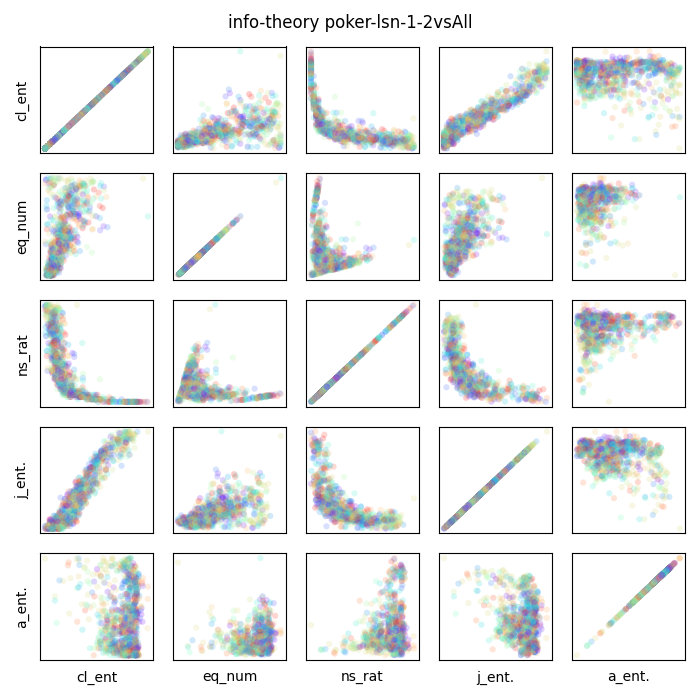 info-theory poker-lsn-1-2vsAll
cl_ent
eq_num
ns_rat
j_ent.
a_ent.
cl_ent
eq_num
ns_rat
j_ent.
a_ent.